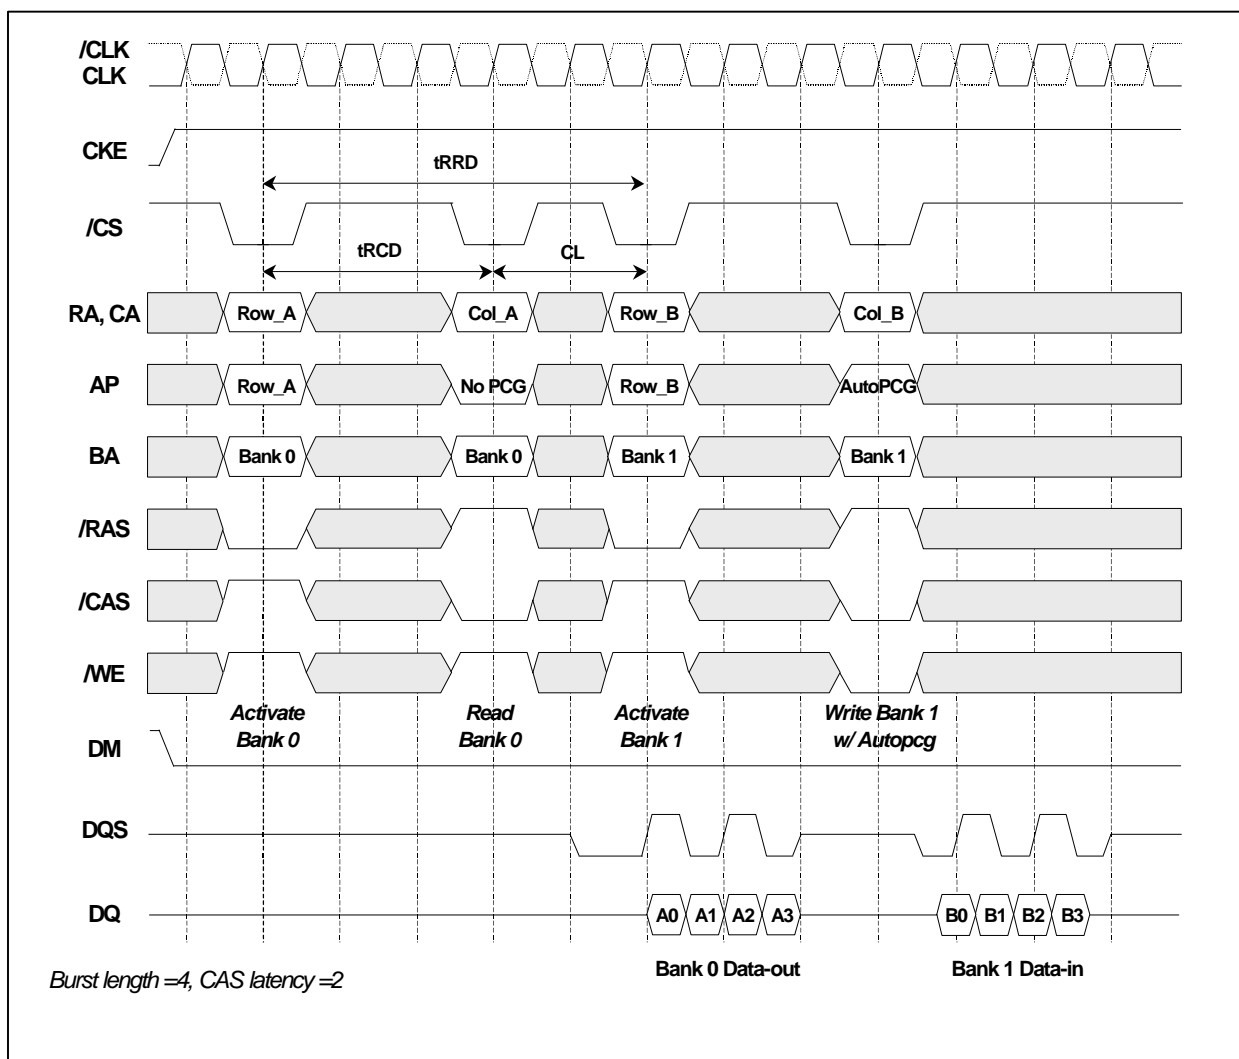 /CLK
CLK
CKE
tRRD
/CS
tRCD
CL
RA, CA
Row_A
Col_A
Row_B
Col_B
AP
Row_A
No PCG
Row_B
AutoPCG
BA
Bank 0
Bank 0
Bank 1
Bank 1
/RAS
/CAS
/WE
Activate
Bank 0
Read
Bank 0
Activate
Bank 1
Write Bank 1
w/ Autopcg
DM
DQS
DQ
A0
A1
A2
A3
B0
B1
B2
B3
Bank 0 Data-out
Bank 1 Data-in
Burst length =4, CAS latency =2